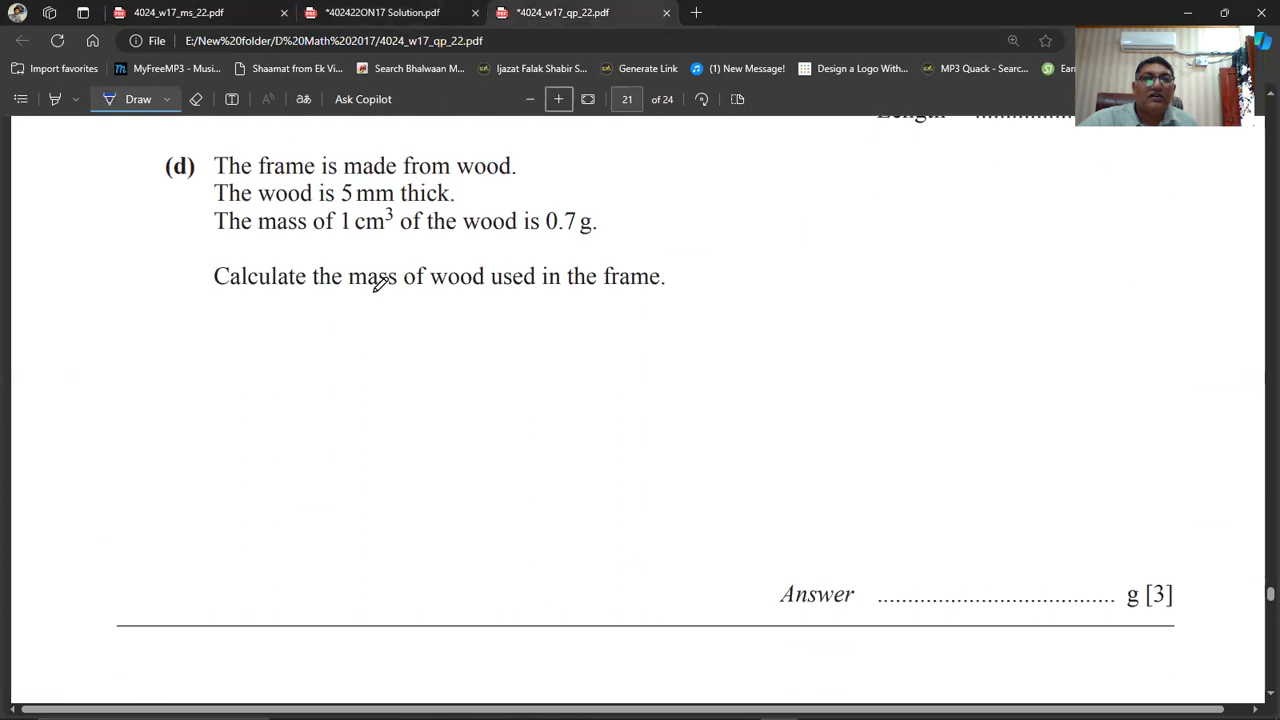 4024_w17_ms_22.pdf
*402422ON17 Solution.pdf
*4024_w17_qp_22.pdf
File
E:/New%20folder/D%20Math%202017/4024_w17_qp_22.pdf
Import favorites
MyFreeMP3 - Musi...
Shaamat from Ek Vi...
Search Bhalwaan M...
Ijazat Falak Shabir S...
Generate Link
(1) New Message!
Design a Logo With...
MP3 Quack - Searc...
Draw
aあ
Ask Copilot
21
of 24
(d) The frame is made from wood.
The wood is 5 mm thick.
The mass of 1 cm³ of the wood is 0.7 g.
Calculate the mass of wood used in the frame.
Answer ....................................... g [3]